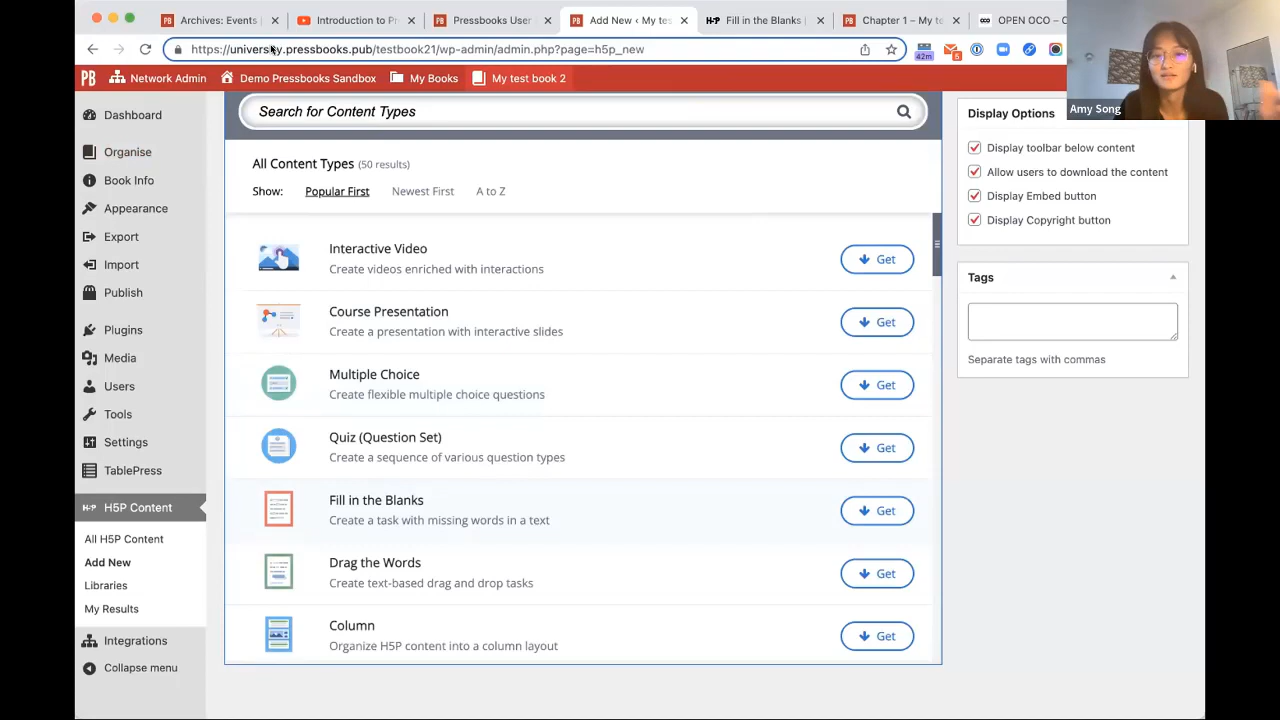 Archives: Events
Introduction to Pr
Pressbooks User
Add New ‹ My tes
H-P Fill in the Blanks
Chapter 1 – My te
OPEN OCO –
https://university.pressbooks.pub/testbook21/wp-admin/admin.php?page=h5p_new
42m
5
PB Network Admin Demo Pressbooks Sandbox My Books My test book 2
Amy Song
Dashboard
Organise
Book Info
Appearance
Export
Import
Publish
Plugins
Media
Users
Tools
Settings
TablePress
H5P Content
All H5P Content
Add New
Libraries
My Results
Integrations
Collapse menu
Search for Content Types
All Content Types (50 results)
Show: Popular First Newest First A to Z
Interactive Video
Create videos enriched with interactions
Get
Course Presentation
Create a presentation with interactive slides
Get
Multiple Choice
Create flexible multiple choice questions
Get
Quiz (Question Set)
Create a sequence of various question types
Get
Fill in the Blanks
Create a task with missing words in a text
Get
Drag the Words
Create text-based drag and drop tasks
Get
Column
Organize H5P content into a column layout
Get
Display Options
Display toolbar below content
Allow users to download the content
Display Embed button
Display Copyright button
Tags
Separate tags with commas